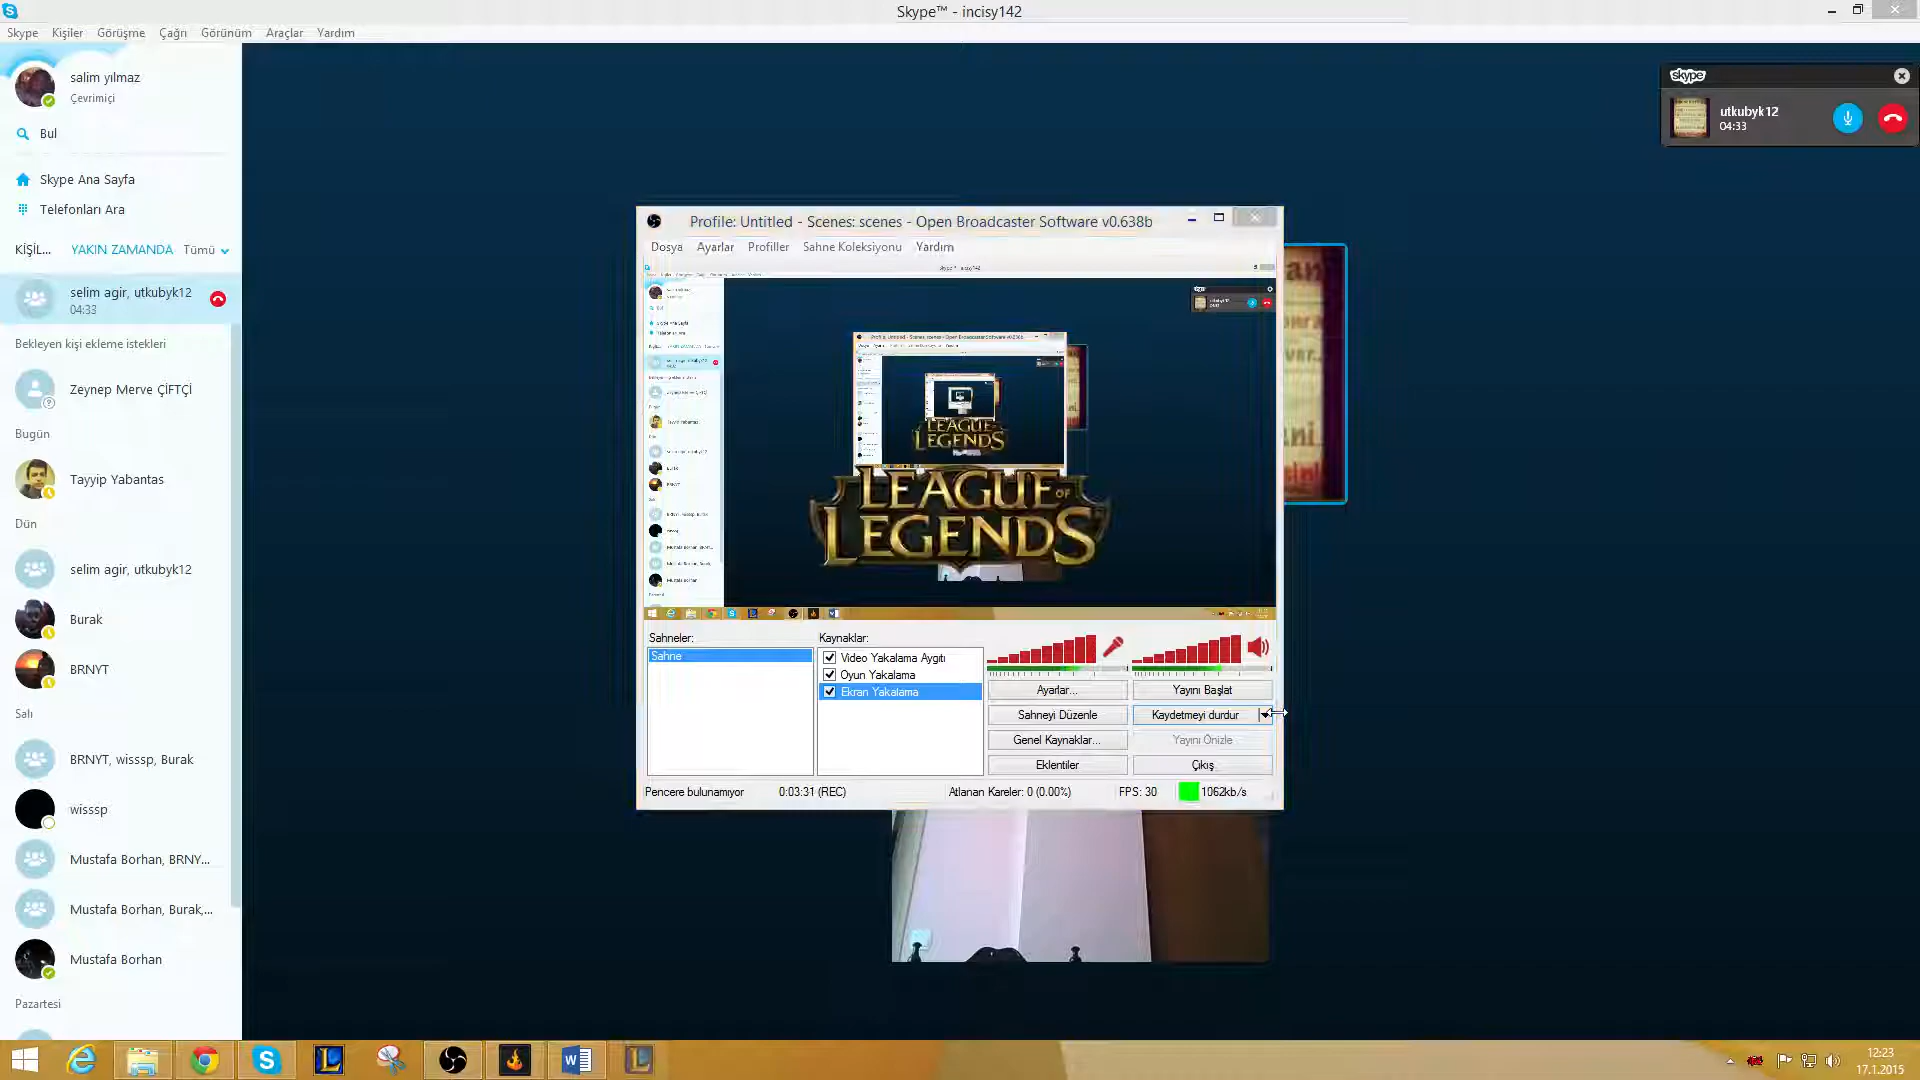 Skype™ - incisy142
Skype Kişiler Görüşme Çağrı Görünüm Araçlar Yardım
salim yılmaz
Çevrimiçi
Bul
Skype Ana Sayfa
Telefonları Ara
KİŞİL... YAKIN ZAMANDA Tümü
selim agir, utkubyk12
04:33
Bekleyen kişi ekleme istekleri
Zeynep Merve ÇİFTÇİ
Bugün
Tayyip Yabantas
Dün
selim agir, utkubyk12
Burak
BRNYT
Salı
BRNYT, wisssp, Burak
wisssp
Mustafa Borhan, BRNY...
Mustafa Borhan, Burak,...
Mustafa Borhan
Pazartesi
skype
utkubyk12
04:33
Profile: Untitled - Scenes: scenes - Open Broadcaster Software v0.638b
Dosya Ayarlar Profiller Sahne Koleksiyonu Yardım
LEAGUE OF
LEGENDS
LEAGUE OF
LEGENDS
Sahneler:
Sahne
Kaynaklar:
Video Yakalama Aygıtı
Oyun Yakalama
Ekran Yakalama
Ayarlar... Yayını Başlat
Sahneyi Düzenle Kaydetmeyi durdur
Genel Kaynaklar... Yayını Önizle
Eklentiler Çıkış
Pencere bulunamıyor 0:03:31 (REC) Atlanan Kareler: 0 (0.00%) FPS: 30 1062kb/s
12:23
17.1.2015